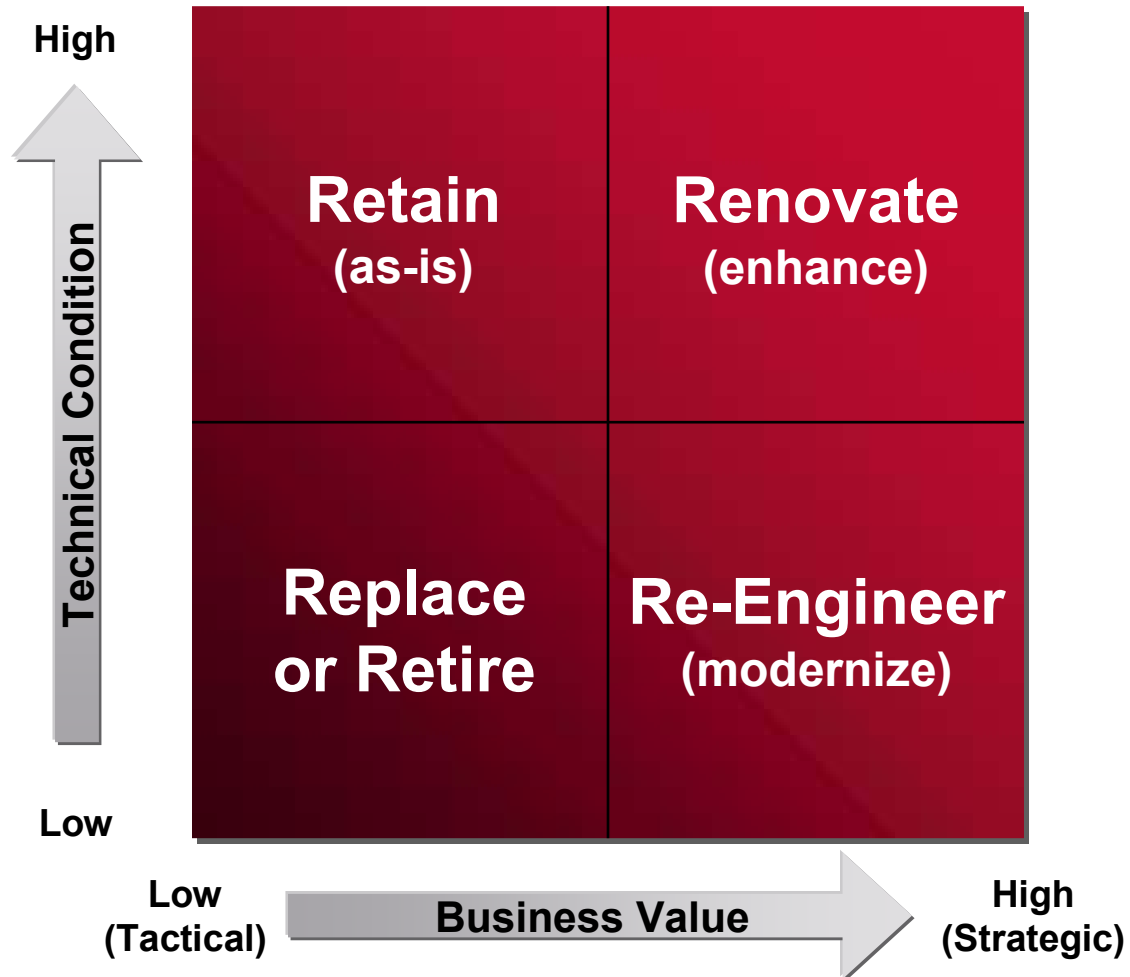 High
Technical Condition
Retain
(as-is)
Renovate
(enhance)
Replace
or Retire
Re-Engineer
(modernize)
Low
Low
(Tactical)
Business Value
High
(Strategic)